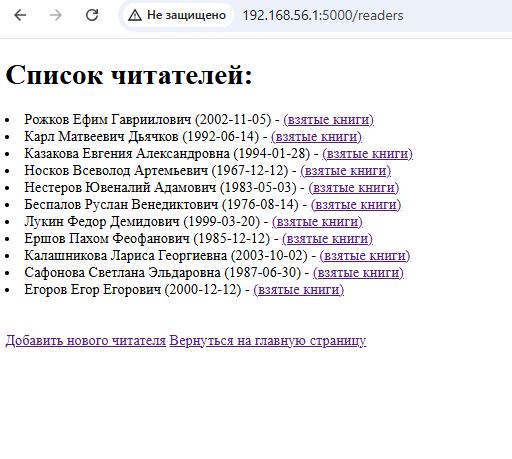 Не защищено 192.168.56.1:5000/readers
Список читателей:
Рожков Ефим Гавриилович (2002-11-05) - (взятые книги)
Карл Матвеевич Дьячков (1992-06-14) - (взятые книги)
Казакова Евгения Александровна (1994-01-28) - (взятые книги)
Носков Всеволод Артемьевич (1967-12-12) - (взятые книги)
Нестеров Ювеналий Адамович (1983-05-03) - (взятые книги)
Беспалов Руслан Венедиктович (1976-08-14) - (взятые книги)
Лукин Федор Демидович (1999-03-20) - (взятые книги)
Ершов Пахом Феофанович (1985-12-12) - (взятые книги)
Калашникова Лариса Георгиевна (2003-10-02) - (взятые книги)
Сафонова Светлана Эльдаровна (1987-06-30) - (взятые книги)
Егоров Егор Егорович (2000-12-12) - (взятые книги)
Добавить нового читателя Вернуться на главную страницу